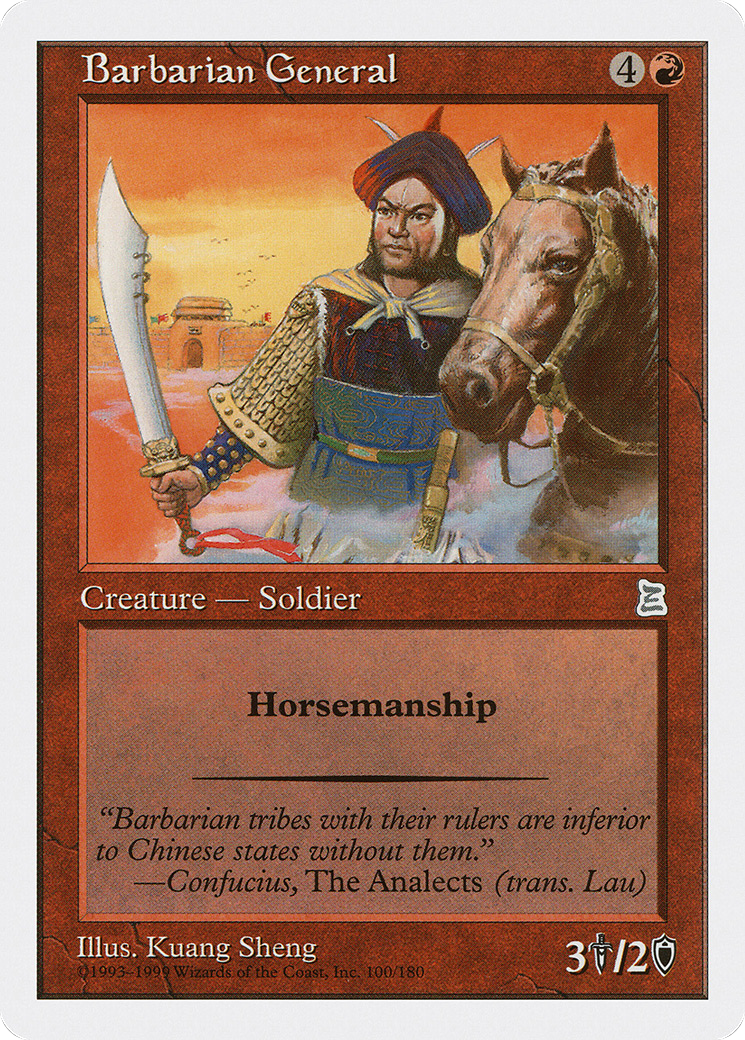 Barbarian General 4
Creature — Soldier
Horsemanship
“Barbarian tribes with their rulers are inferior
to Chinese states without them.”
—Confucius, The Analects (trans. Lau)
Illus. Kuang Sheng
©1993–1999 Wizards of the Coast, Inc. 100/180
3/2